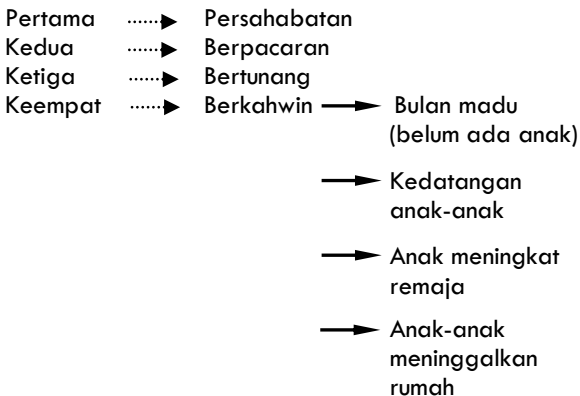 Pertama Persahabatan
Kedua Berpacaran
Ketiga Bertunang
Keempat Berkahwin Bulan madu
(belum ada anak)
Kedatangan
anak-anak
Anak meningkat
remaja
Anak-anak
meninggalkan
rumah